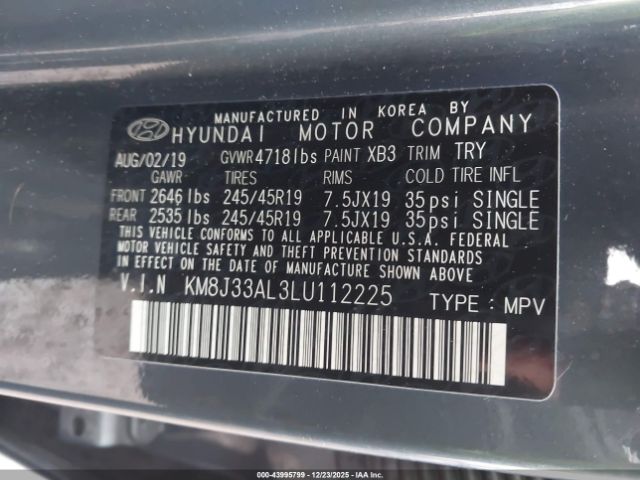 MANUFACTURED IN KOREA BY
HYUNDAI MOTOR COMPANY
AUG/02/19 GVWR 4718lbs PAINT XB3 TRIM TRY
GAWR TIRES RIMS COLD TIRE INFL
FRONT 2646lbs 245/45R19 7.5JX19 35psi SINGLE
REAR 2535lbs 245/45R19 7.5JX19 35psi SINGLE
THIS VEHICLE CONFORMS TO ALL APPLICABLE U.S.A. FEDERAL
MOTOR VEHICLE SAFETY AND THEFT PREVENTION STANDARDS
IN EFFECT ON THE DATE OF MANUFACTURE SHOWN ABOVE.
V.I.N KM8J33AL3LU112225 TYPE : MPV
IAA 000-43995799 - 12/23/2025 - IAAI.COM